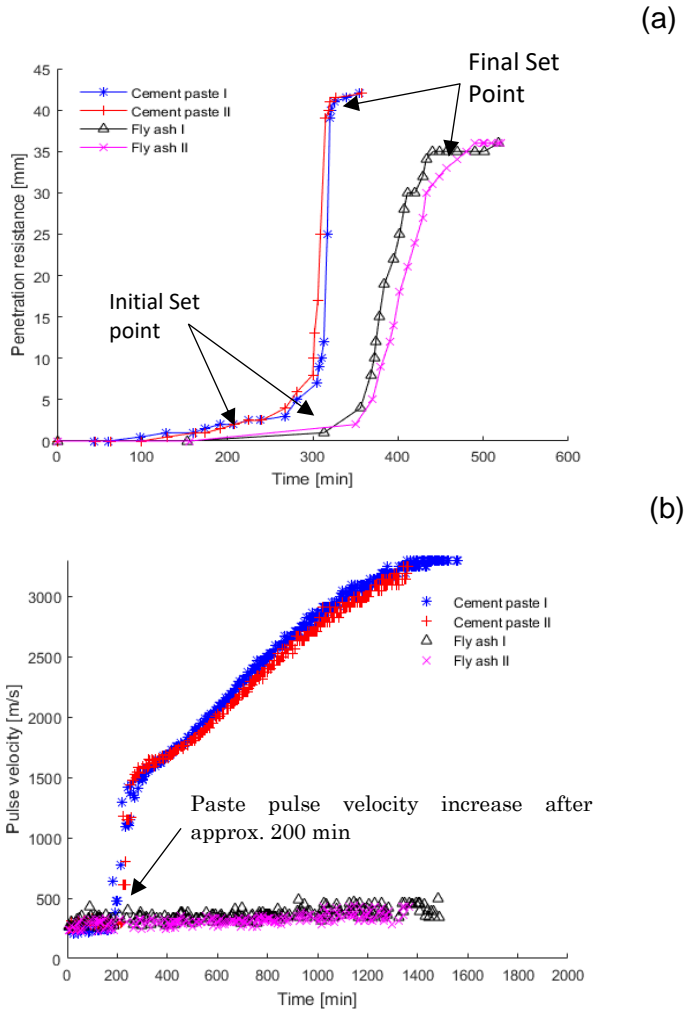 (a)
Final Set
Point
Cement paste I
Cement paste II
Fly ash I
Fly ash II
Initial Set
point
Penetration resistance [mm]
45
40
35
30
25
20
15
10
5
0
0 100 200 300 400 500 600
Time [min]
(b)
Cement paste I
Cement paste II
Fly ash I
Fly ash II
Paste pulse velocity increase after
approx. 200 min
Pulse velocity [m/s]
3000
2500
2000
1500
1000
500
0
0 200 400 600 800 1000 1200 1400 1600 1800 2000
Time [min]